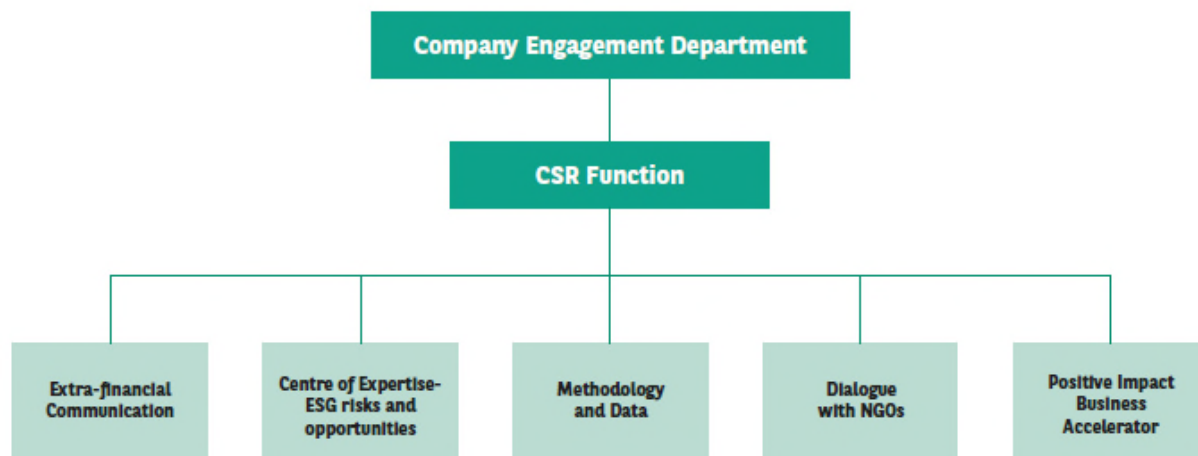 Company Engagement Department
CSR Function
Extra-financial
Communication
Centre of Expertise-
ESG risks and
opportunities
Methodology
and Data
Dialogue
with NGOs
Positive Impact
Business
Accelerator